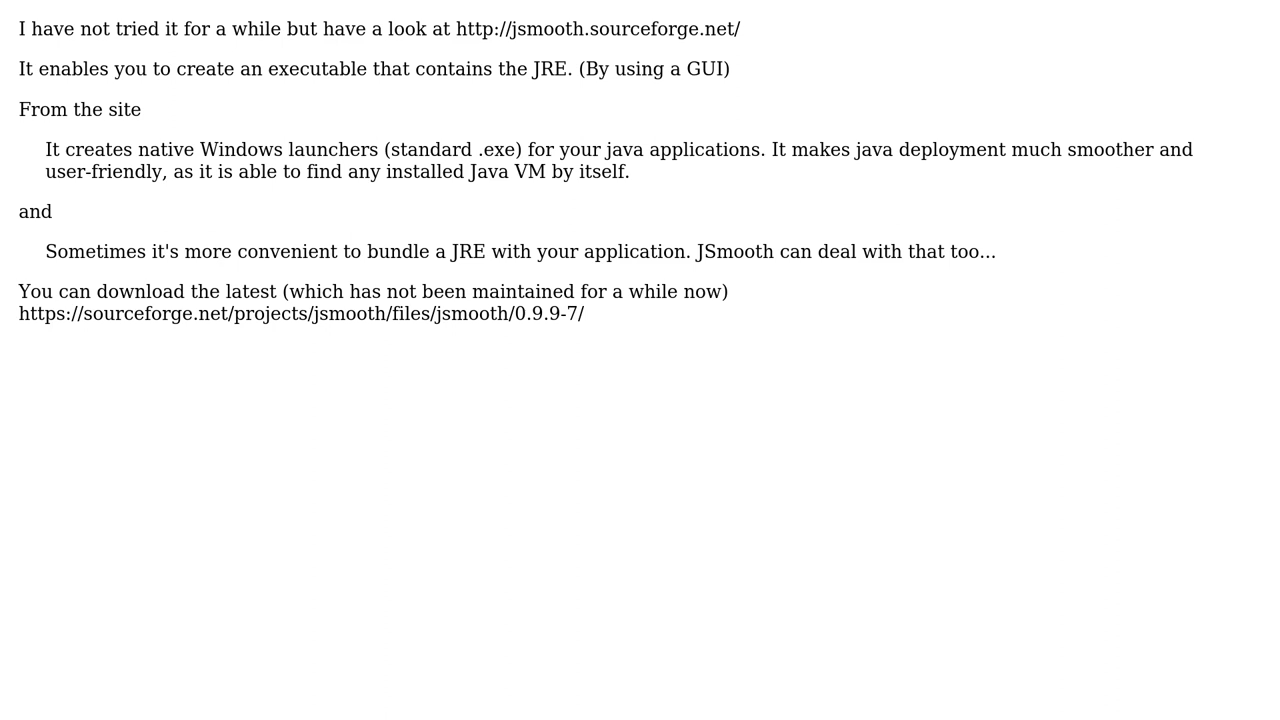 I have not tried it for a while but have a look at http://jsmooth.sourceforge.net/
It enables you to create an executable that contains the JRE. (By using a GUI)
From the site
It creates native Windows launchers (standard .exe) for your java applications. It makes java deployment much smoother and
user-friendly, as it is able to find any installed Java VM by itself.
and
Sometimes it's more convenient to bundle a JRE with your application. JSmooth can deal with that too...
You can download the latest (which has not been maintained for a while now)
https://sourceforge.net/projects/jsmooth/files/jsmooth/0.9.9-7/